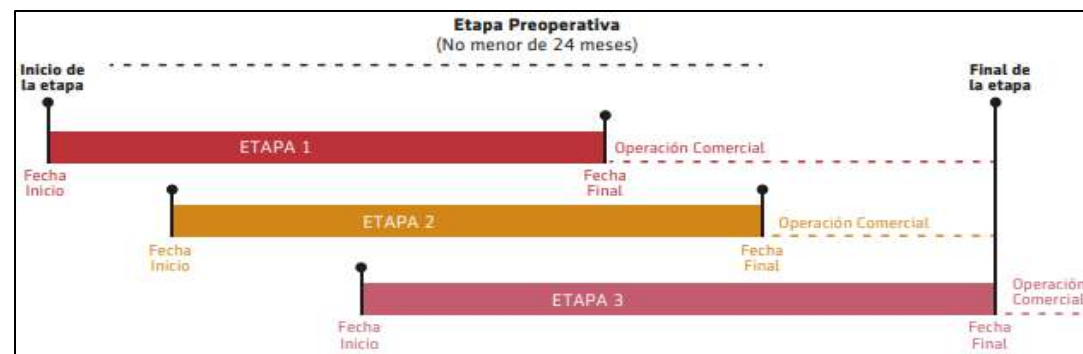 Etapa Preoperativa
(No menor de 24 meses)
Inicio de
la etapa
Final de
la etapa
ETAPA 1
Operación Comercial
Fecha
Inicio
Fecha
Final
ETAPA 2
Operación Comercial
Fecha
Inicio
Fecha
Final
ETAPA 3
Operación
Comercial
Fecha
Inicio
Fecha
Final